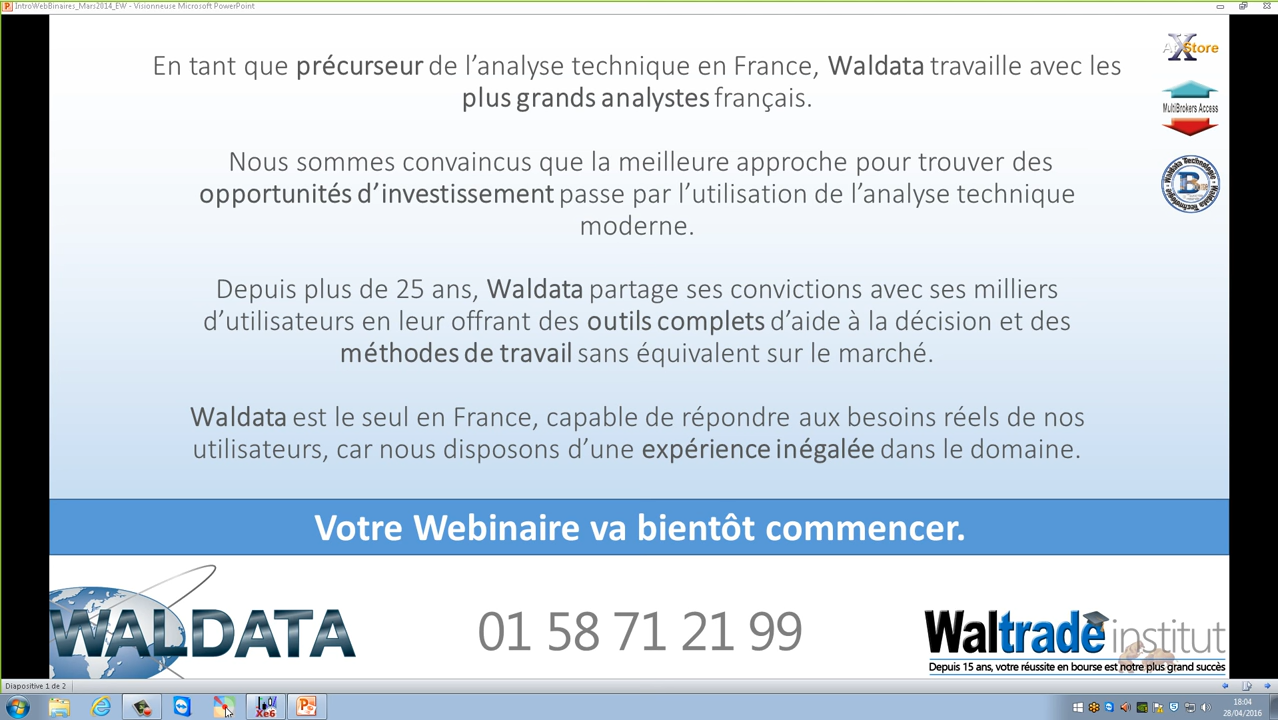 IntroWebBinaires_Mars2014_EW - Visionneuse Microsoft PowerPoint
ArXStore
En tant que précurseur de l'analyse technique en France, Waldata travaille avec les
plus grands analystes français.
MultiBrokers Access
Nous sommes convaincus que la meilleure approche pour trouver des
opportunités d'investissement passe par l'utilisation de l'analyse technique
moderne.
Depuis plus de 25 ans, Waldata partage ses convictions avec ses milliers
d'utilisateurs en leur offrant des outils complets d'aide à la décision et des
méthodes de travail sans équivalent sur le marché.
Waldata est le seul en France, capable de répondre aux besoins réels de nos
utilisateurs, car nous disposons d'une expérience inégalée dans le domaine.
Votre Webinaire va bientôt commencer.
WALDATA
01 58 71 21 99
Waltrade institut
Depuis 15 ans, votre réussite en bourse est notre plus grand succès
Diapositive 1 de 2
Xe6
18:04
28/04/2016